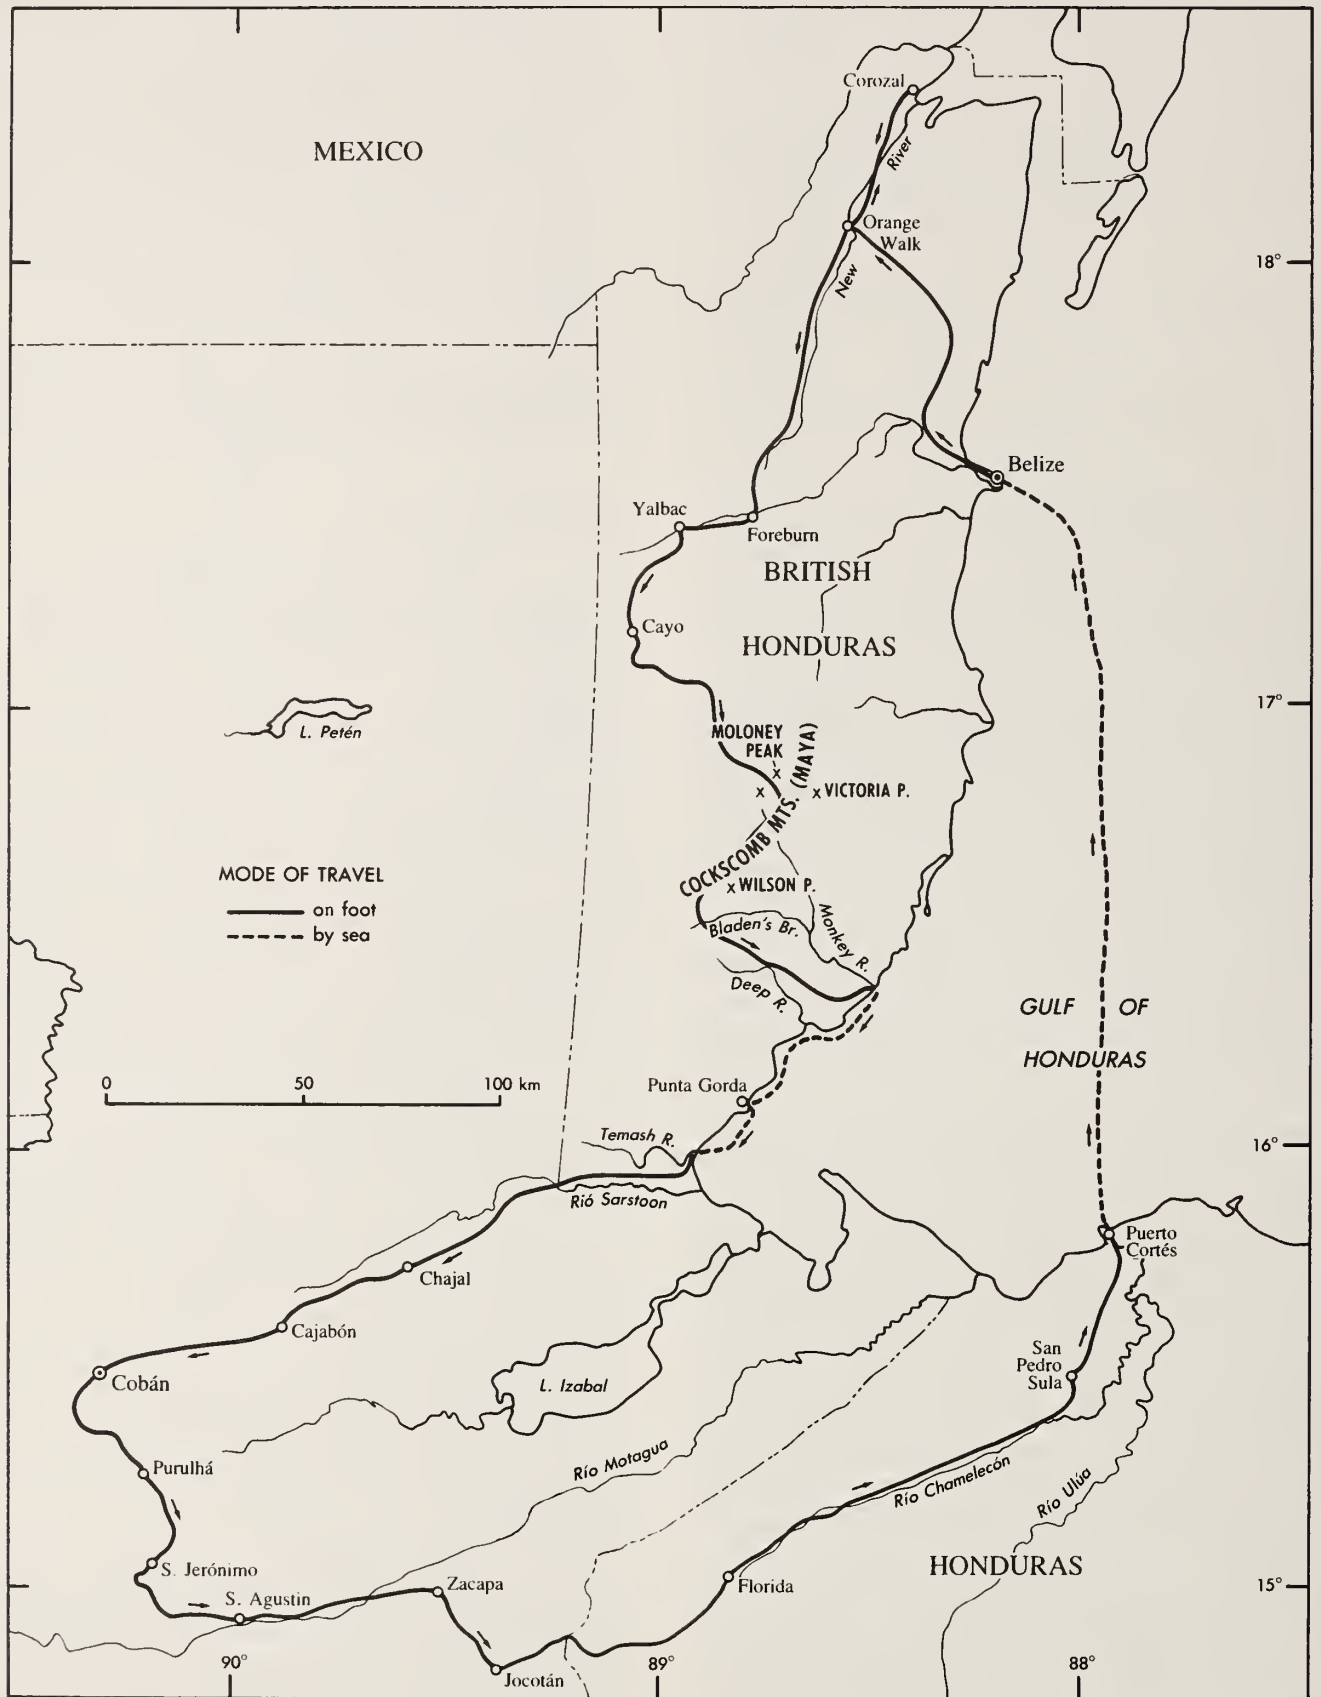 Corozal
MEXICO
River
Orange
Walk
18°
New
Belize
Yalbac
Foreburn
BRITISH
HONDURAS
Cayo
17°
L. Petén
MOLONEY
PEAK
COCKSCOMB MTS. (MAYA)
x VICTORIA P.
x
x
x WILSON P.
MODE OF TRAVEL
on foot
by sea
Bladen's Br.
Monkey R.
Deep R.
GULF OF
HONDURAS
0 50 100 km
Punta Gorda
Temash R.
16°
Rió Sarstoon
Puerto
Cortés
Chajal
Cajabón
San
Pedro
Sula
Cobán
L. Izabal
Río Motagua
Purulhá
Río Chamelecón
Río Ulúa
S. Jerónimo
HONDURAS
Zacapa
Florida
15°
S. Agustin
90°
89°
88°
Jocotán